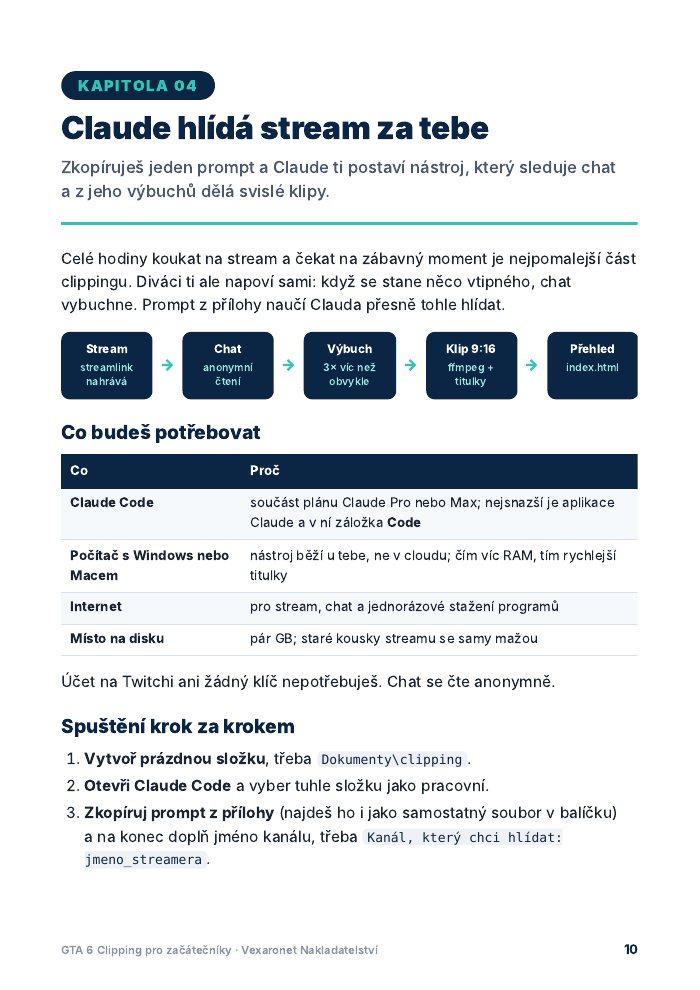 KAPITOLA 04
Claude hlídá stream za tebe
Zkopíruješ jeden prompt a Claude ti postaví nástroj, který sleduje chat
a z jeho výbuchů dělá svislé klipy.
Celé hodiny koukat na stream a čekat na zábavný moment je nejpomalejší část
clippingu. Diváci ti ale napoví sami: když se stane něco vtipného, chat
vybuchne. Prompt z přílohy naučí Clauda přesně tohle hlídat.
Stream
streamlink
nahrává
→
Chat
anonymní
čtení
→
Výbuch
3× víc než
obvykle
→
Klip 9:16
ffmpeg +
titulky
→
Přehled
index.html
Co budeš potřebovat
Co Proč
Claude Code součást plánu Claude Pro nebo Max; nejsnazší je aplikace
Claude a v ní záložka Code
Počítač s Windows nebo nástroj běží u tebe, ne v cloudu; čím víc RAM, tím rychlejší
Macem titulky
Internet pro stream, chat a jednorázové stažení programů
Místo na disku pár GB; staré kousky streamu se samy mažou
Účet na Twitchi ani žádný klíč nepotřebuješ. Chat se čte anonymně.
Spuštění krok za krokem
1. Vytvoř prázdnou složku, třeba Dokumenty\clipping.
2. Otevři Claude Code a vyber tuhle složku jako pracovní.
3. Zkopíruj prompt z přílohy (najdeš ho i jako samostatný soubor v balíčku)
a na konec doplň jméno kanálu, třeba Kanál, který chci hlídat:
jmeno_streamera.
GTA 6 Clipping pro začátečníky · Vexaronet Nakladatelství 10